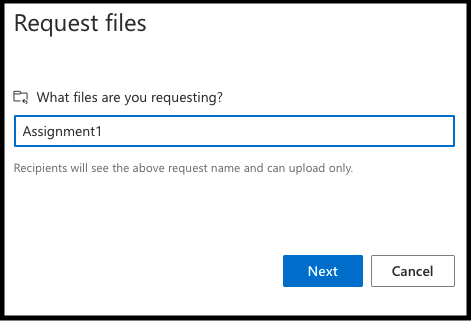 Request files
What files are you requesting?
Assignment1
Recipients will see the above request name and can upload only.
Next
Cancel